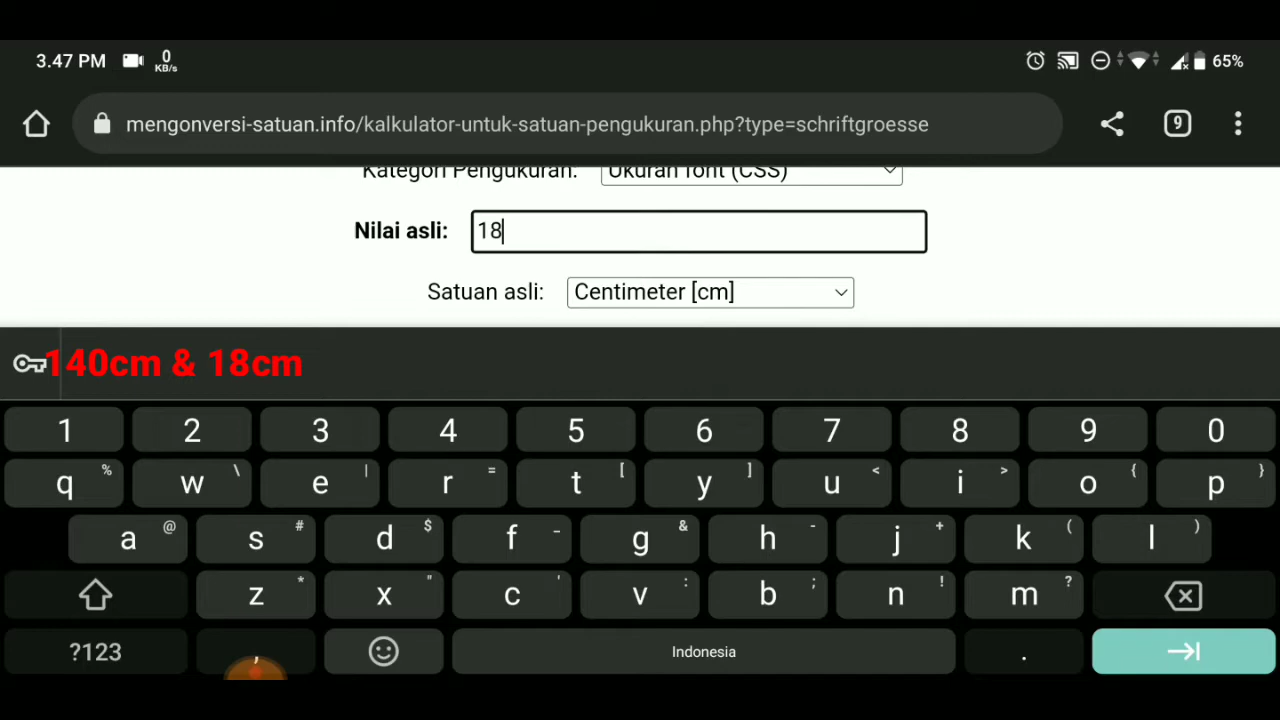 3.47 PM 0 KB/s 65%
mengonversi-satuan.info/kalkulator-untuk-satuan-pengukuran.php?type=schriftgroesse 9
Kategori Pengukuran: Ukuran font (CSS)
Nilai asli: 18
Satuan asli: Centimeter [cm]
140cm & 18cm
1 2 3 4 5 6 7 8 9 0
q % w \ e | r = t [ y ] u < i > o { p }
a @ s # d $ f _ g & h - j + k ( l )
z * x " c ' v : b ; n ! m ?
?123 , Indonesia .